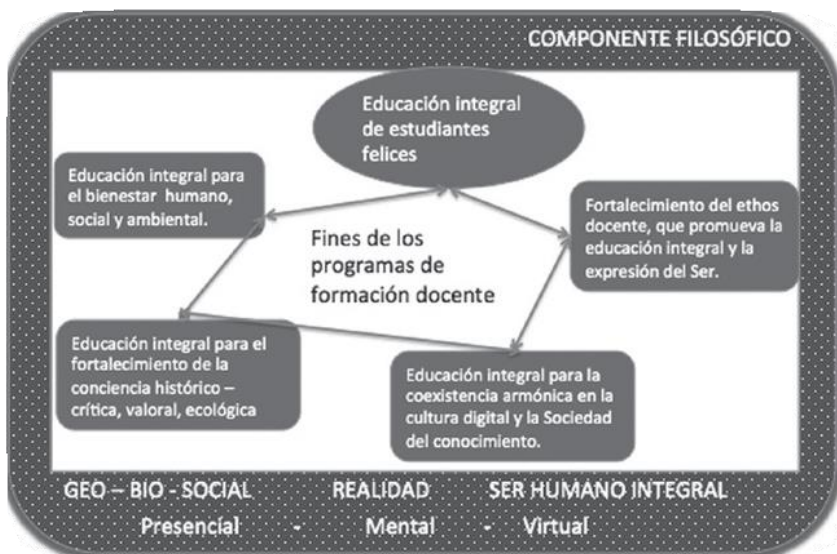 COMPONENTE FILOSÓFICO
Educación integral
de estudiantes
felices
Educación integral para
el bienestar humano,
social y ambiental.
Fortalecimiento del ethos
docente, que promueva la
educación integral y la
expresión del Ser.
Fines de los
programas de
formación docente
Educación integral para el
fortalecimiento de la
conciencia histórico –
crítica, valoral, ecológica
Educación integral para la
coexistencia armónica en la
cultura digital y la Sociedad
del conocimiento.
GEO – BIO - SOCIAL REALIDAD SER HUMANO INTEGRAL
Presencial - Mental - Virtual